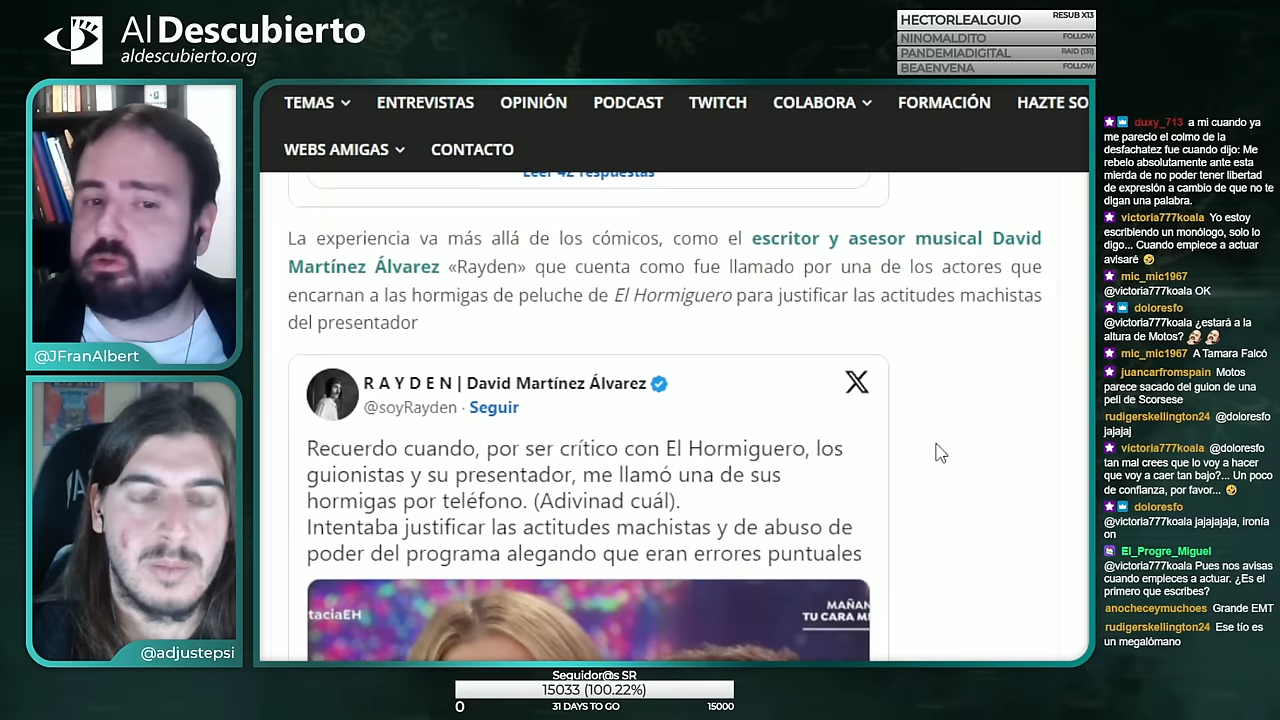 Al Descubierto
aldescubierto.org
HECTORLEALGUIO RESUB X13
NINOMALDITO FOLLOW
PANDEMIADIGITAL RAID (131)
BEAENVENA FOLLOW
TEMAS ENTREVISTAS OPINIÓN PODCAST TWITCH COLABORA FORMACIÓN HAZTE SO
WEBS AMIGAS CONTACTO
Leer 42 respuestas
La experiencia va más allá de los cómicos, como el escritor y asesor musical David
Martínez Álvarez «Rayden» que cuenta como fue llamado por una de los actores que
encarnan a las hormigas de peluche de El Hormiguero para justificar las actitudes machistas
del presentador
R A Y D E N | David Martínez Álvarez
@soyRayden · Seguir
Recuerdo cuando, por ser crítico con El Hormiguero, los
guionistas y su presentador, me llamó una de sus
hormigas por teléfono. (Adivinad cuál).
Intentaba justificar las actitudes machistas y de abuso de
poder del programa alegando que eran errores puntuales
taciaEH
MAÑAN
TU CARA M
@JFranAlbert
@adjustepsi
Seguidor@s SR
15033 (100.22%)
0 31 DAYS TO GO 15000
duxy_713 a mi cuando ya
me parecio el colmo de la
desfachatez fue cuando dijo: Me
rebelo absolutamente ante esta
mierda de no poder tener libertad
de expresión a cambio de que no te
digan una palabra.
victoria777koala Yo estoy
escribiendo un monólogo, solo lo
digo... Cuando empiece a actuar
avisaré
mic_mic1967
@victoria777koala OK
doloresfo
@victoria777koala ¿estará a la
altura de Motos?
mic_mic1967 A Tamara Falcó
juancarfromspain Motos
parece sacado del guion de una
peli de Scorsese
rudigerskellington24 @doloresfo
jajajaj
victoria777koala @doloresfo
tan mal crees que lo voy a hacer
que voy a caer tan bajo?... Un poco
de confianza, por favor...
doloresfo
@victoria777koala jajajajaja, ironía
on
El_Progre_Miguel
@victoria777koala Pues nos avisas
cuando empieces a actuar. ¿Es el
primero que escribes?
anocheceymuchoes Grande EMT
rudigerskellington24 Ese tío es
un megalómano